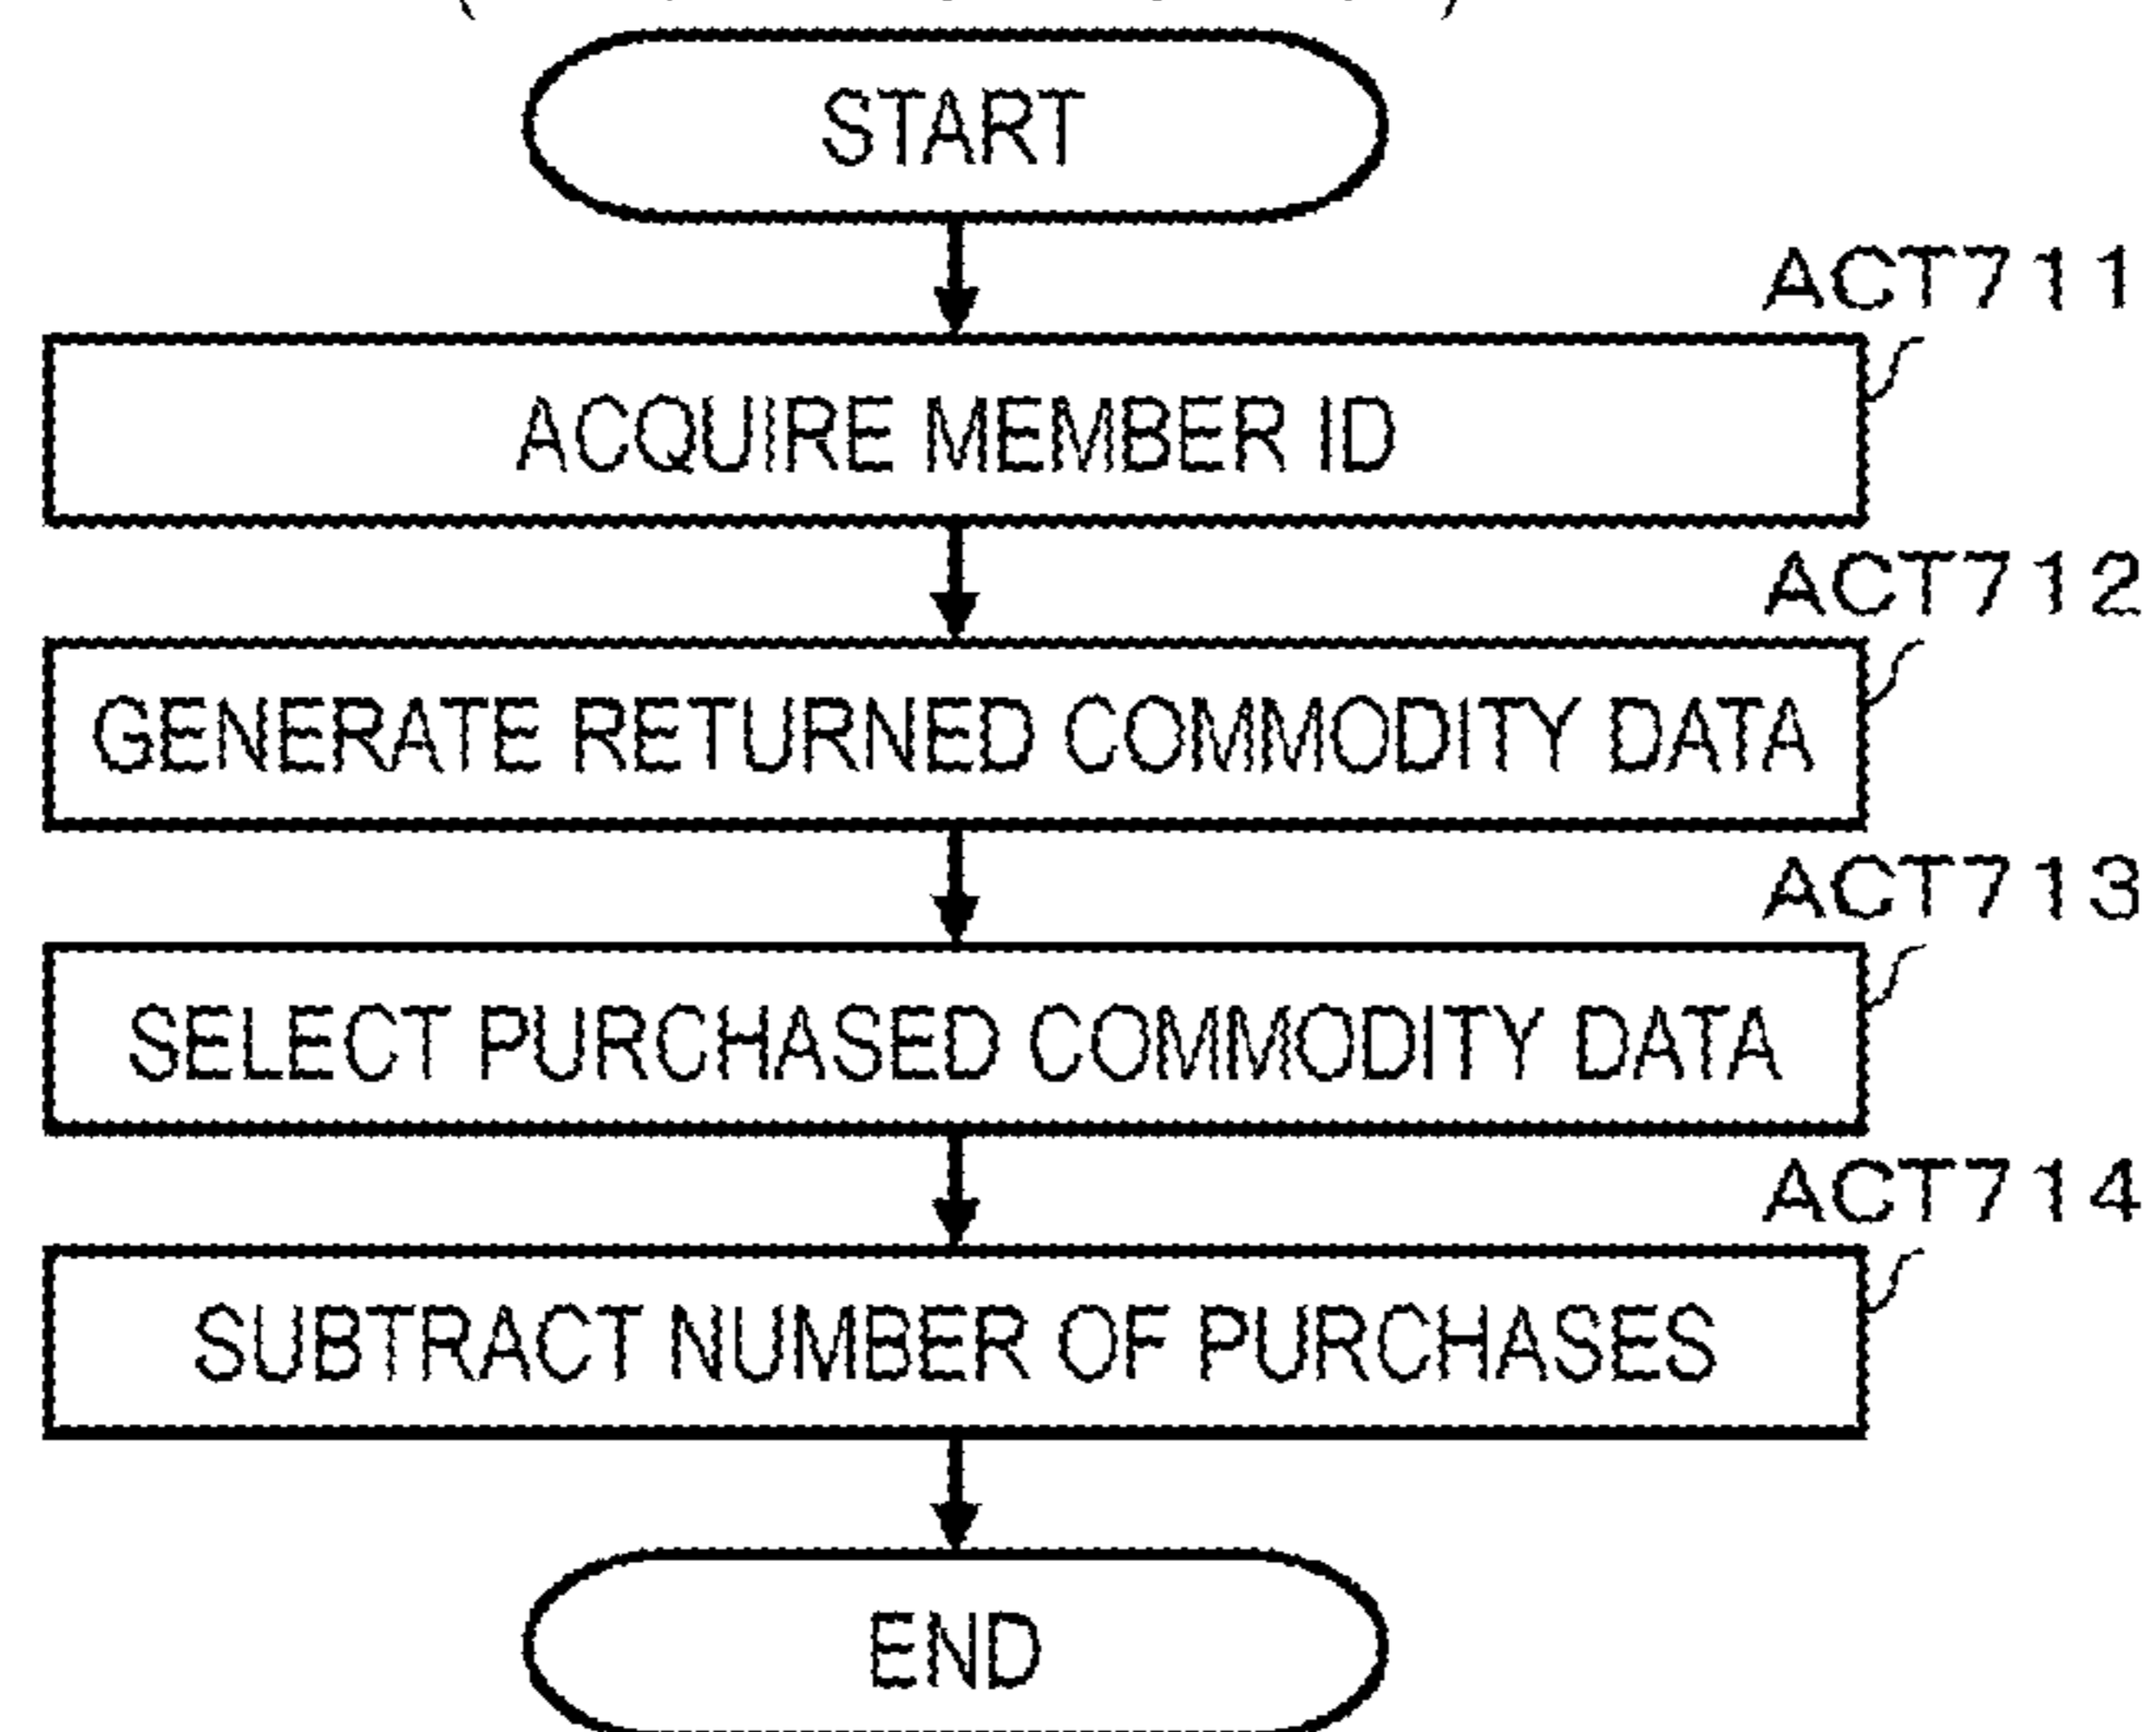 START
ACT711
ACQUIRE MEMBER ID
ACT712
GENERATE RETURNED COMMODITY DATA
ACT713
SELECT PURCHASED COMMODITY DATA
ACT714
SUBTRACT NUMBER OF PURCHASES
END